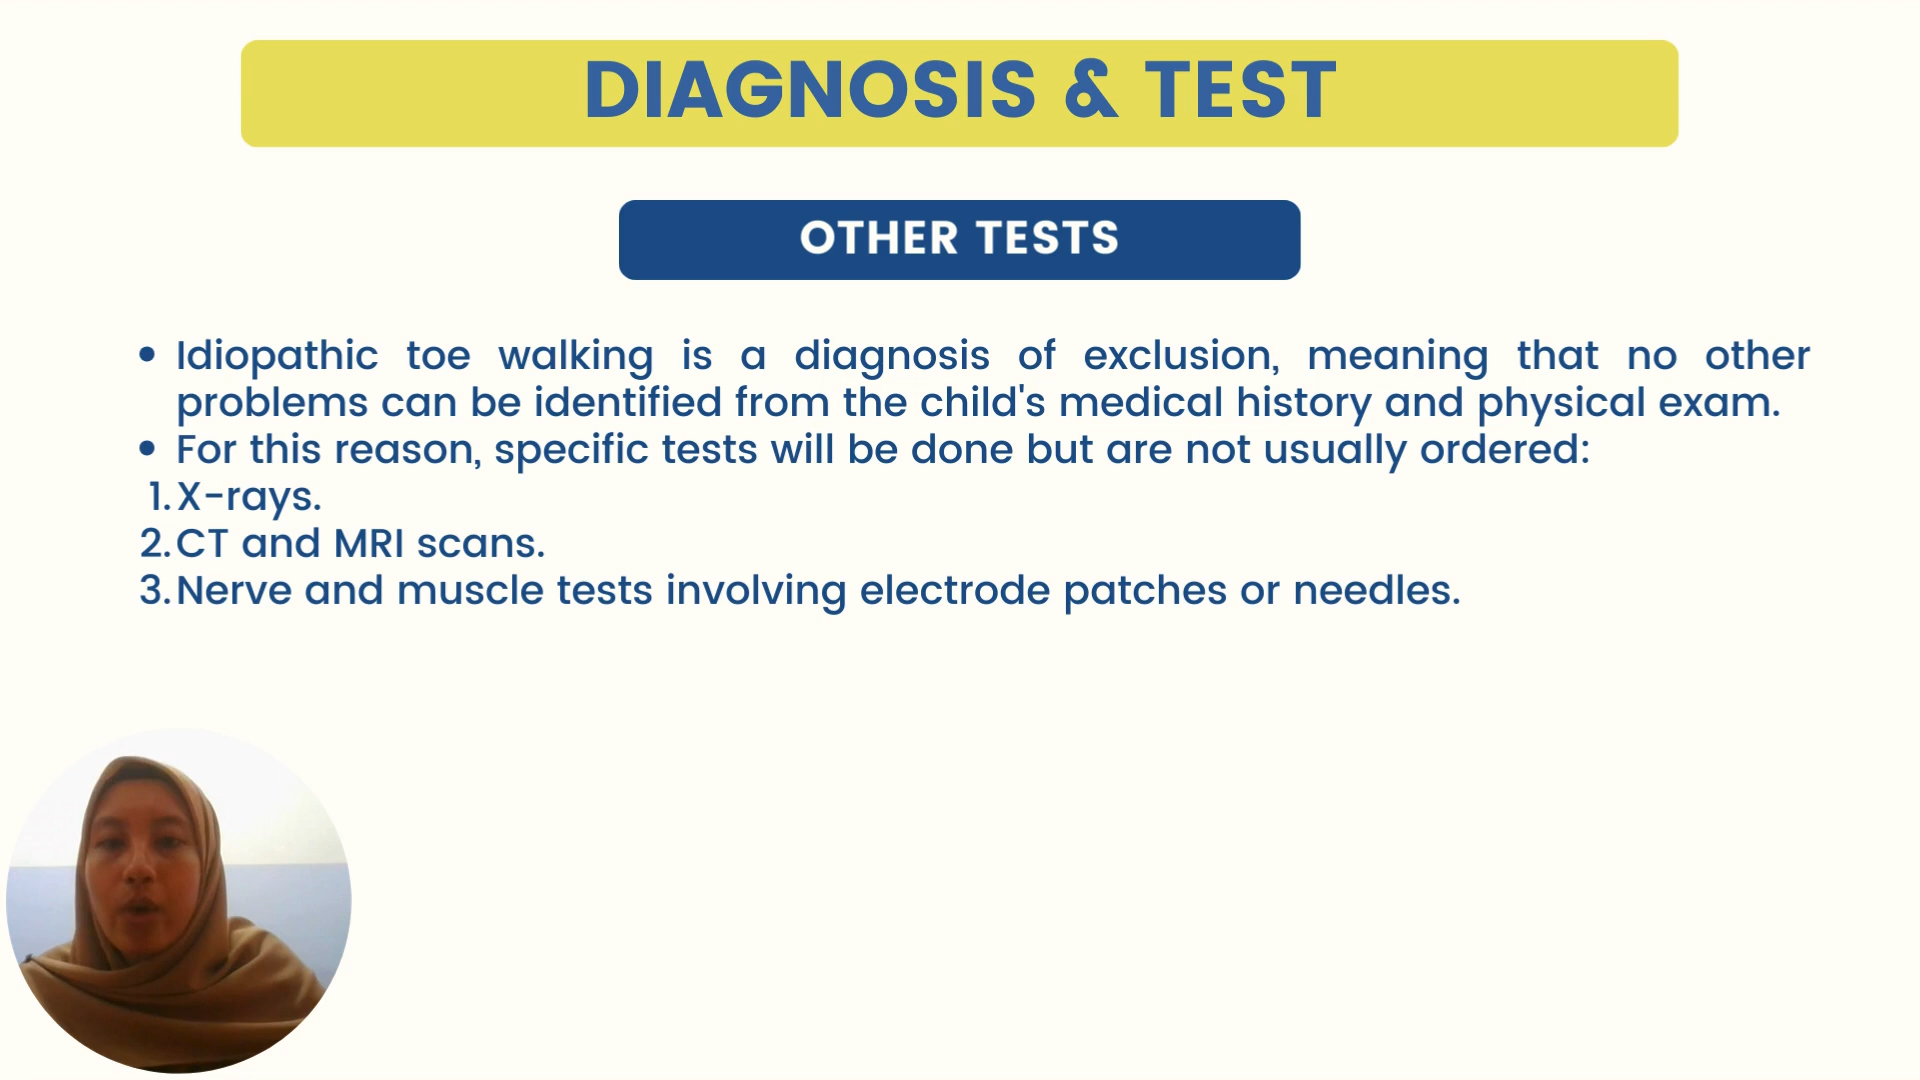 DIAGNOSIS & TEST
OTHER TESTS
• Idiopathic toe walking is a diagnosis of exclusion, meaning that no other
problems can be identified from the child's medical history and physical exam.
• For this reason, specific tests will be done but are not usually ordered:
1. X-rays.
2. CT and MRI scans.
3. Nerve and muscle tests involving electrode patches or needles.